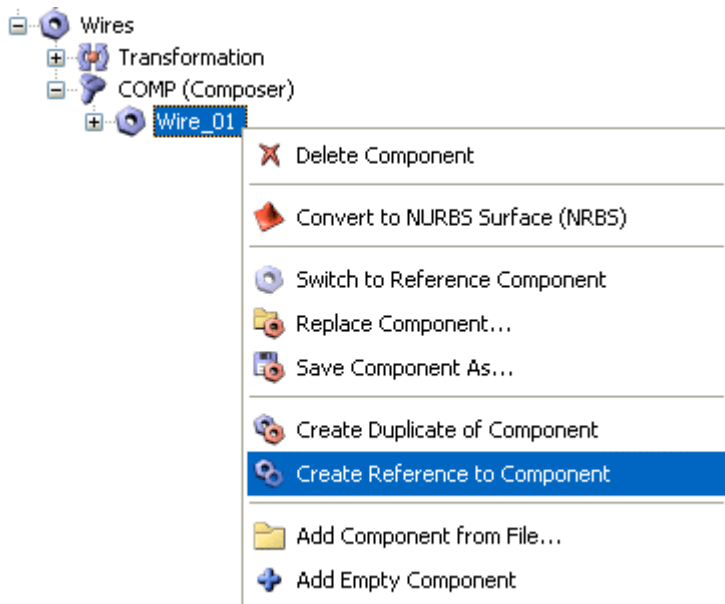 Wires
Transformation
COMP (Composer)
Wire_01
Delete Component
Convert to NURBS Surface (NRBS)
Switch to Reference Component
Replace Component...
Save Component As...
Create Duplicate of Component
Create Reference to Component
Add Component from File...
Add Empty Component